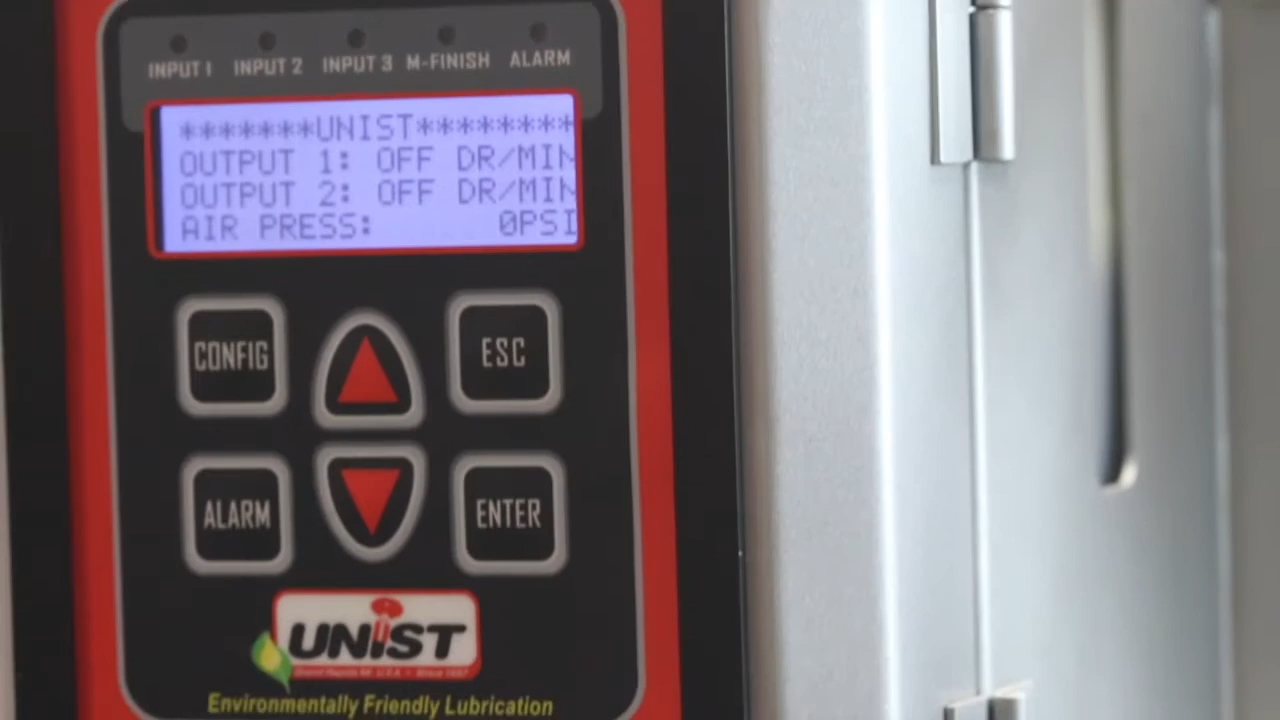 INPUT 1 INPUT 2 INPUT 3 M-FINISH ALARM
*******UNIST********
OUTPUT 1: OFF DR/MIN
OUTPUT 2: OFF DR/MIN
AIR PRESS: 0PSI
CONFIG ESC
ALARM ENTER
UNIST
Environmentally Friendly Lubrication